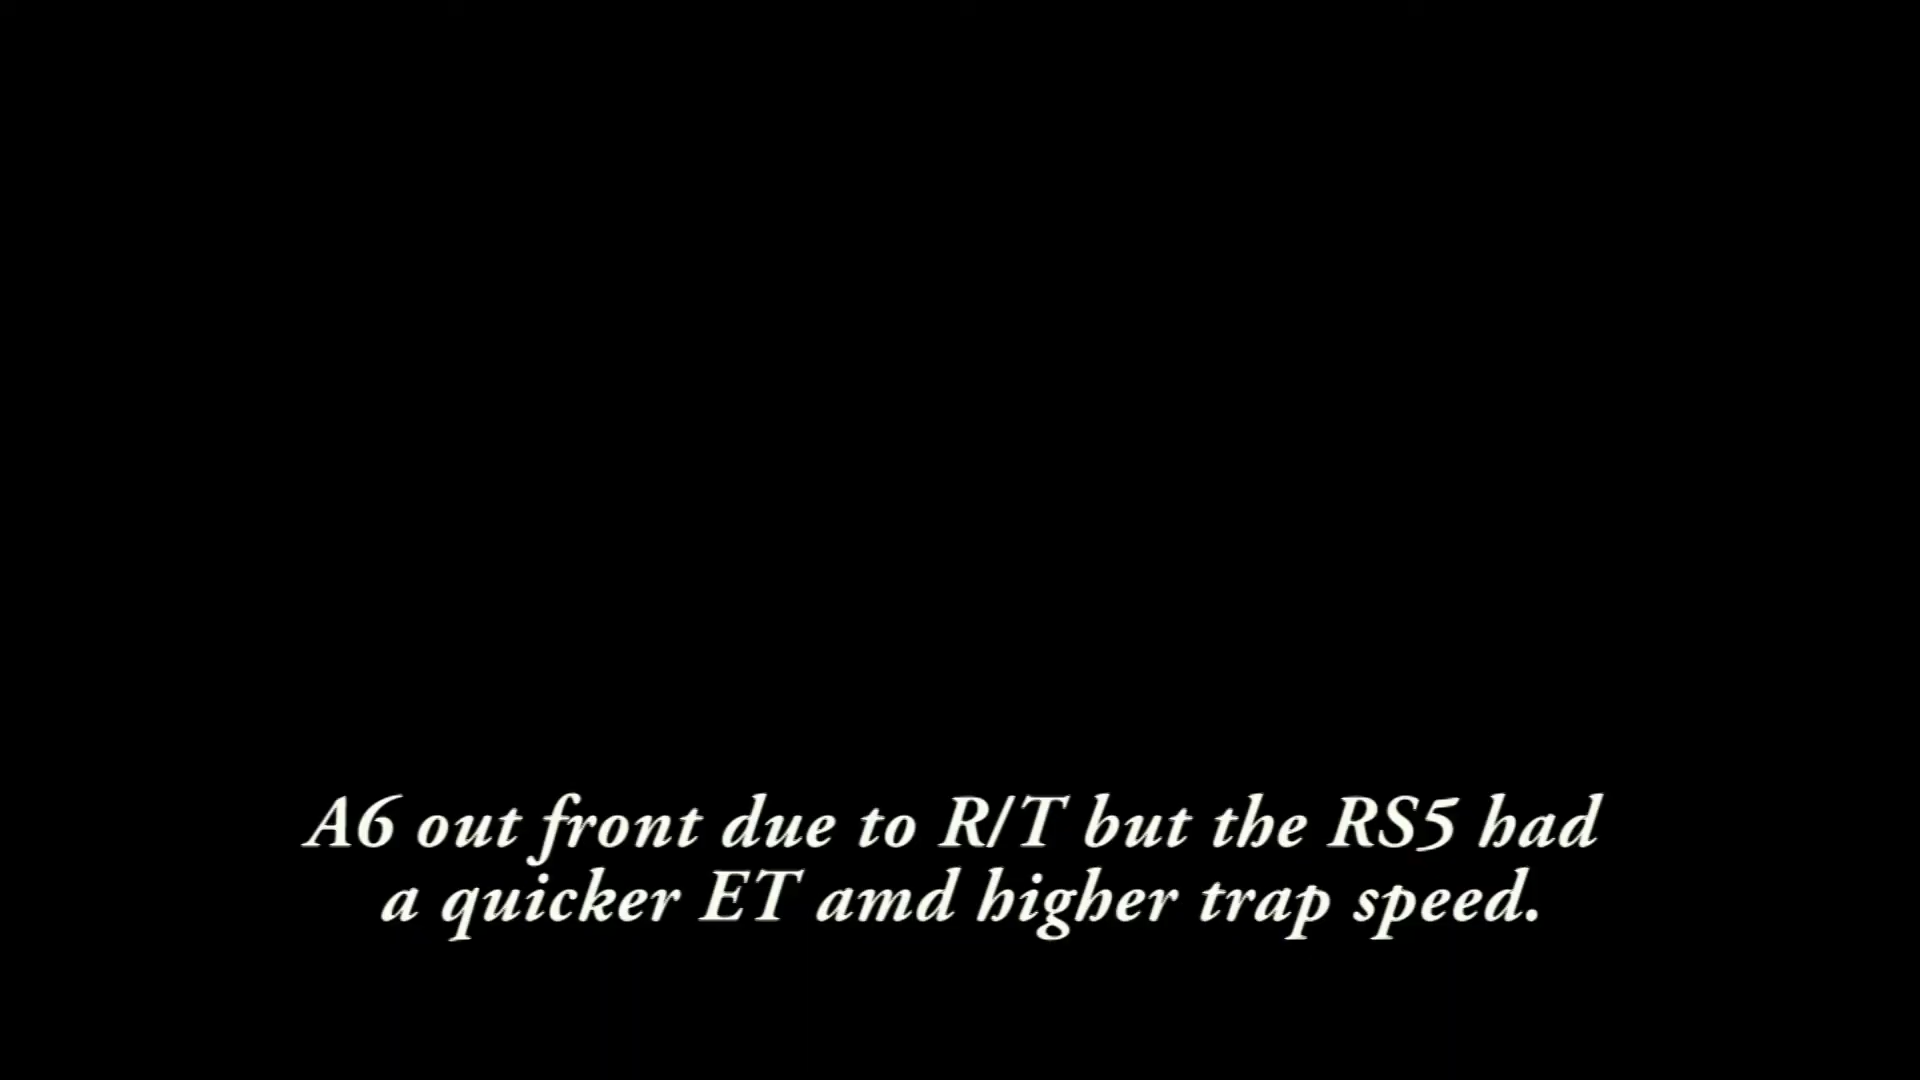 A6 out front due to R/T but the RS5 had
a quicker ET amd higher trap speed.